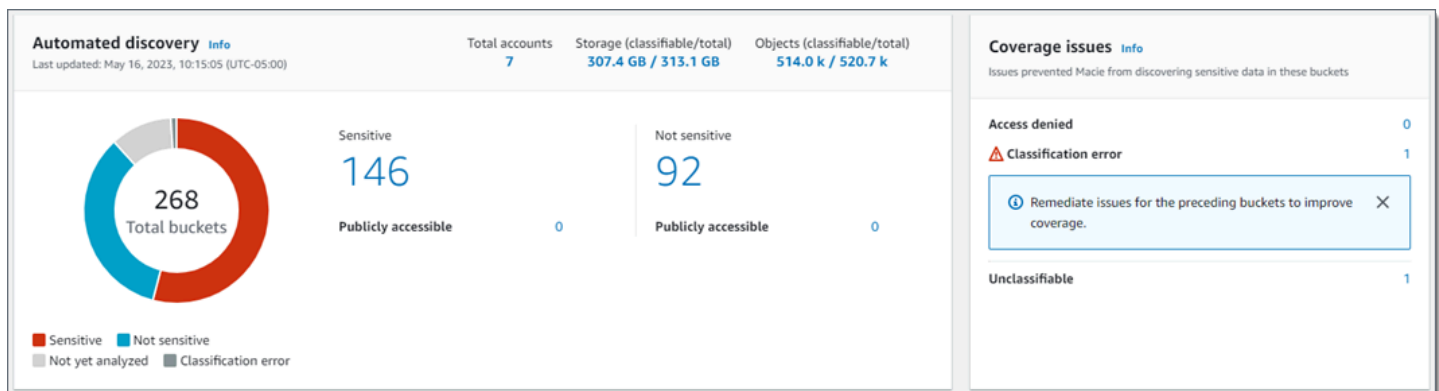 Automated discovery Info
Last updated: May 16, 2023, 10:15:05 (UTC-05:00)
Total accounts
7
Storage (classifiable/total)
307.4 GB / 313.1 GB
Objects (classifiable/total)
514.0 k / 520.7 k
268
Total buckets
Sensitive
146
Publicly accessible 0
Not sensitive
92
Publicly accessible 0
Sensitive Not sensitive
Not yet analyzed Classification error
Coverage issues Info
Issues prevented Macie from discovering sensitive data in these buckets
Access denied 0
Classification error 1
Remediate issues for the preceding buckets to improve
coverage.
Unclassifiable 1